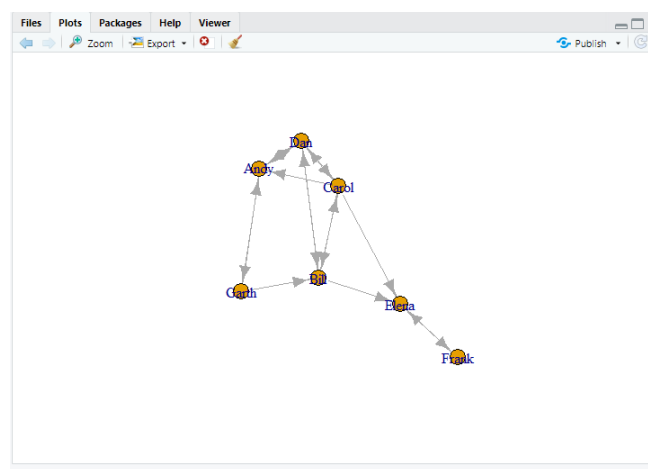 Files Plots Packages Help Viewer
Zoom Export Publish
Dan
Andy
Carol
Bill
Garth
Elena
Frank